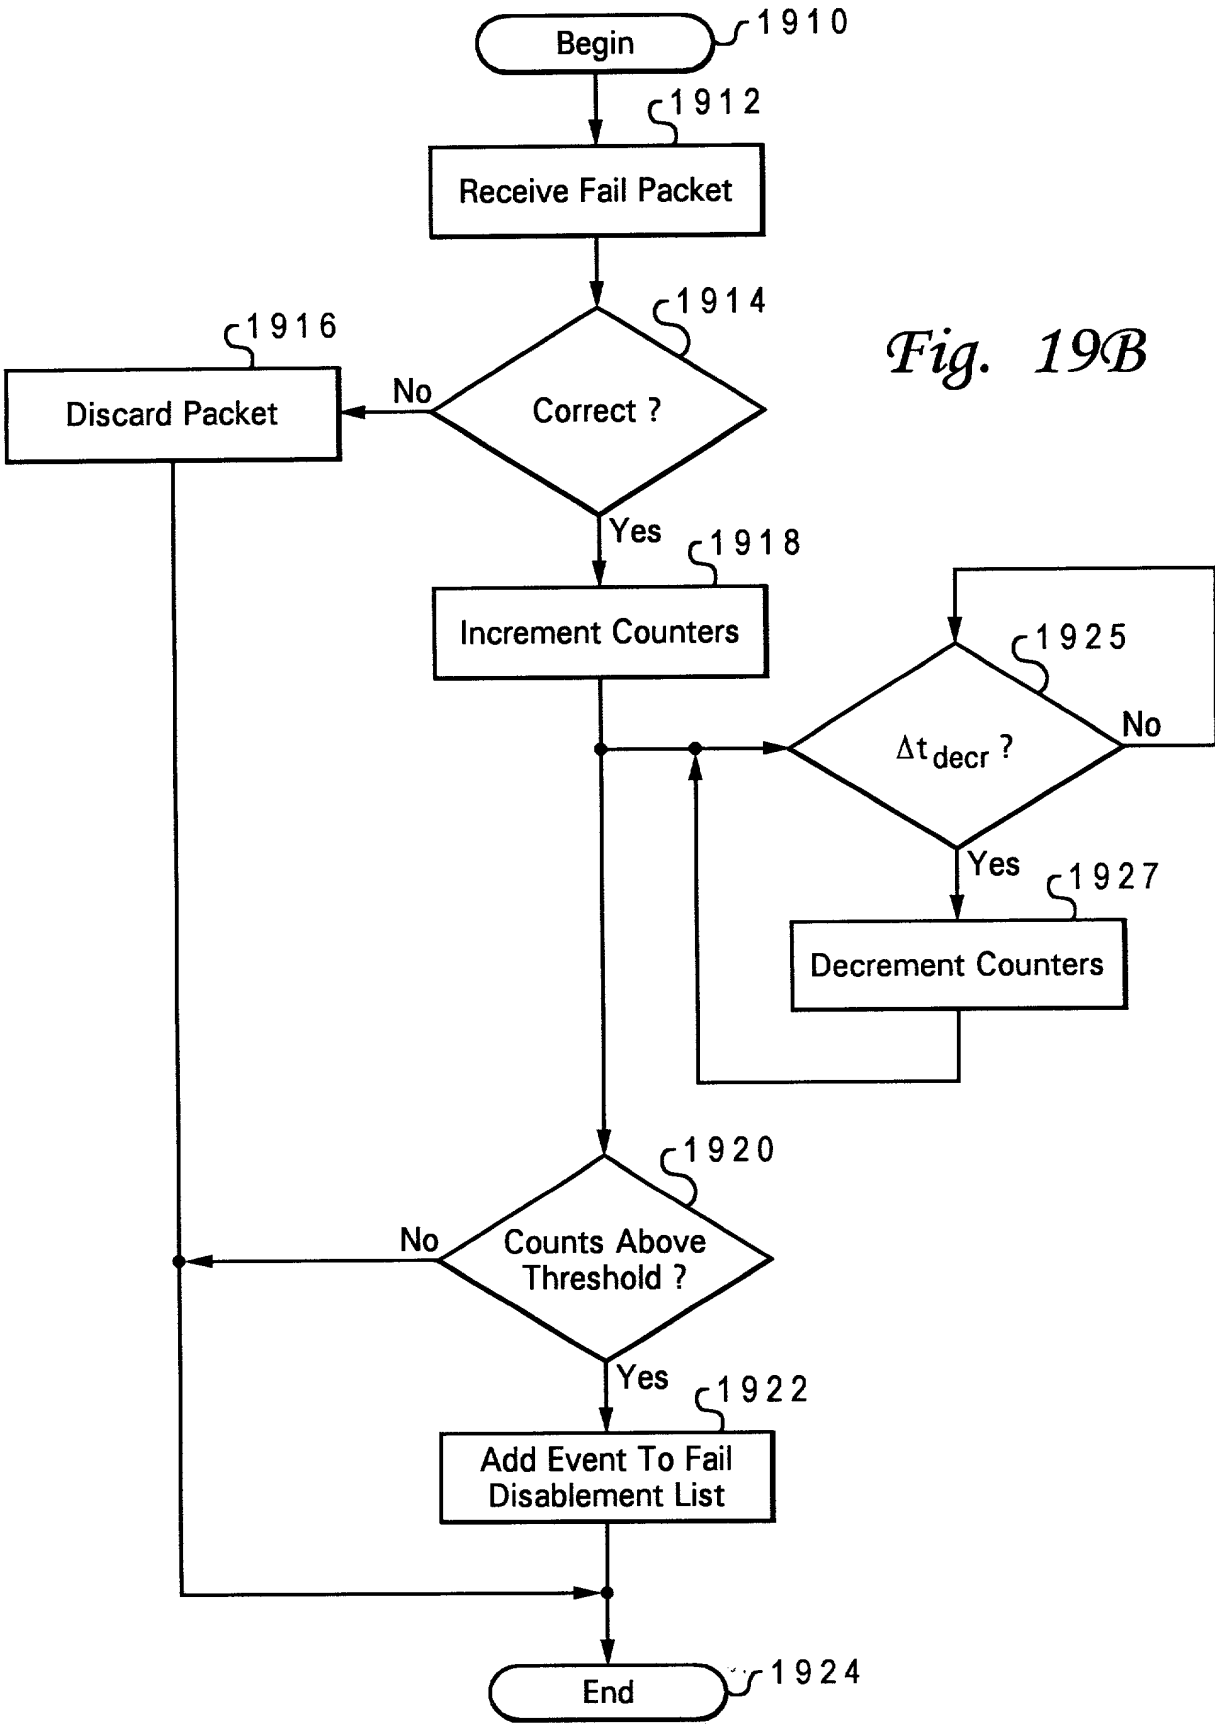 Begin
1910
1912
Receive Fail Packet
1914
Fig. 19B
1916
Discard Packet
No
Correct ?
Yes
1918
Increment Counters
1925
Δt decr ?
No
Yes
1927
Decrement Counters
1920
No
Counts Above
Threshold ?
Yes
1922
Add Event To Fail
Disablement List
1924
End